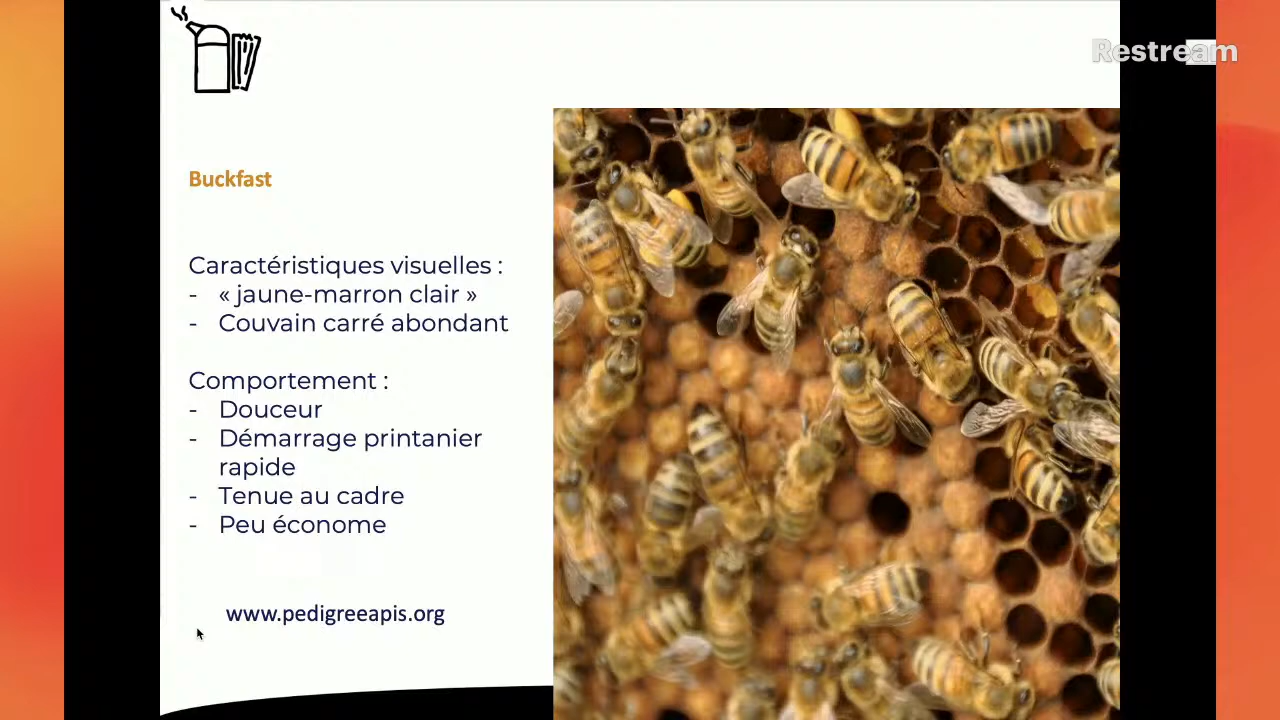 Restream
Buckfast
Caractéristiques visuelles :
- « jaune-marron clair »
- Couvain carré abondant
Comportement :
- Douceur
- Démarrage printanier
rapide
- Tenue au cadre
- Peu économe
www.pedigreeapis.org